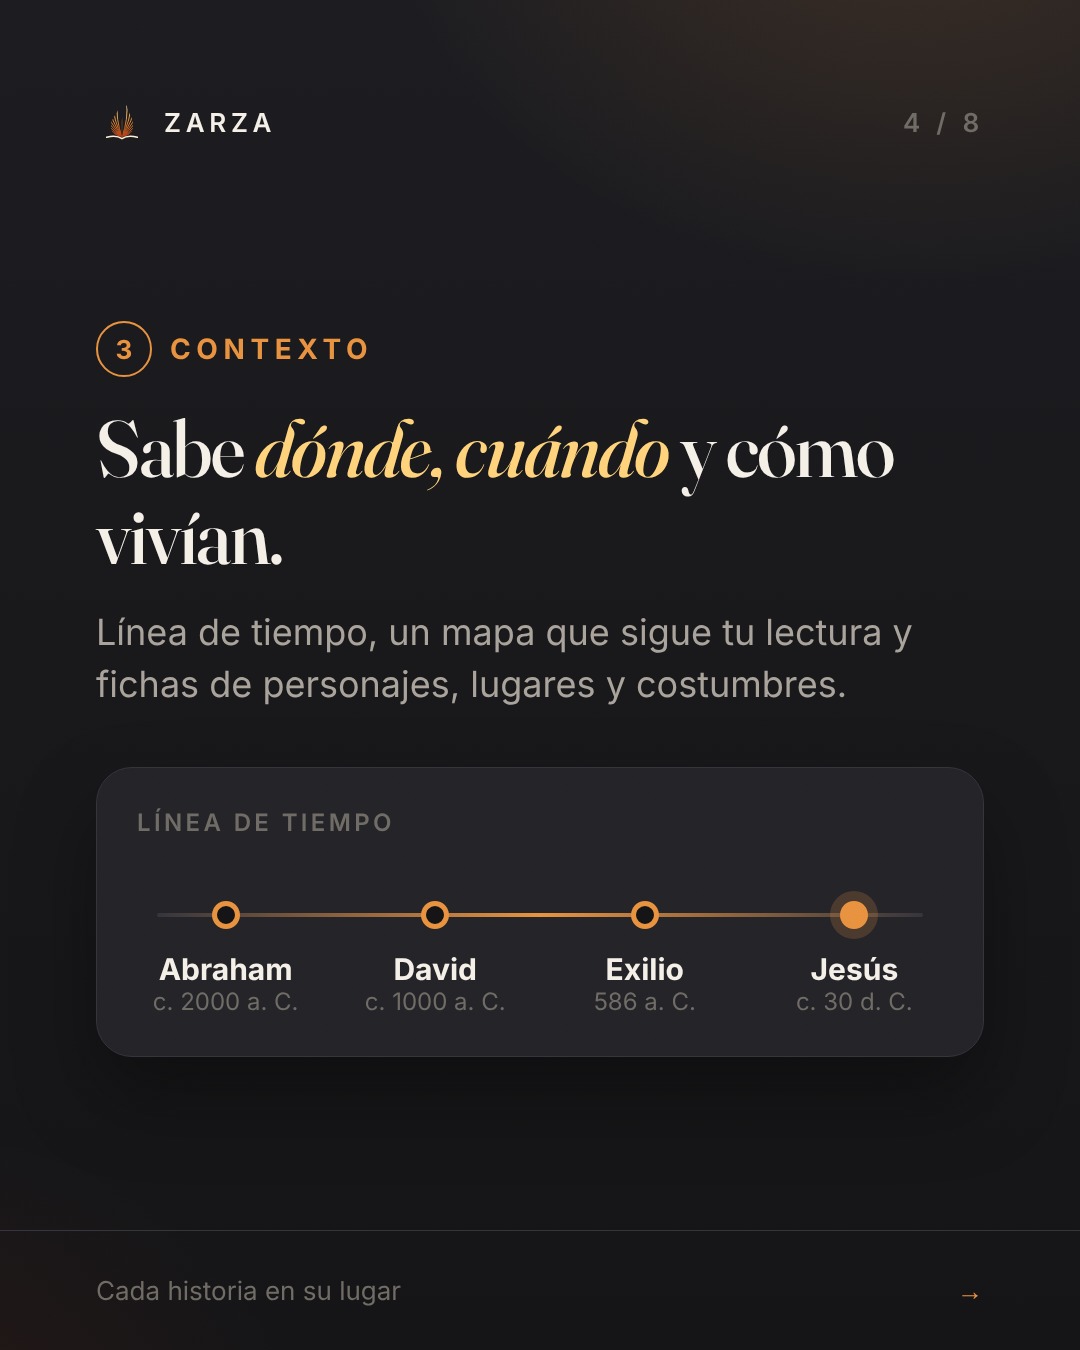 ZARZA
4 / 8
3 CONTEXTO
Sabe dónde, cuándo y cómo
vivían.
Línea de tiempo, un mapa que sigue tu lectura y
fichas de personajes, lugares y costumbres.
LÍNEA DE TIEMPO
Abraham David Exilio Jesús
c. 2000 a. C. c. 1000 a. C. 586 a. C. c. 30 d. C.
Cada historia en su lugar →